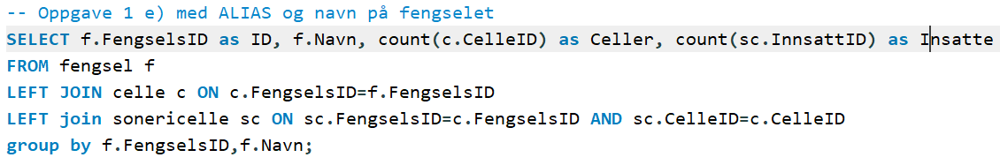 -- Oppgave 1 e) med ALIAS og navn på fengselet
SELECT f.FengselsID as ID, f.Navn, count(c.CelleID) as Celler, count(sc.InnsattID) as Insatte
FROM fengsel f
LEFT JOIN celle c ON c.FengselsID=f.FengselsID
LEFT join sonericelle sc ON sc.FengselsID=c.FengselsID AND sc.CelleID=c.CelleID
group by f.FengselsID,f.Navn;